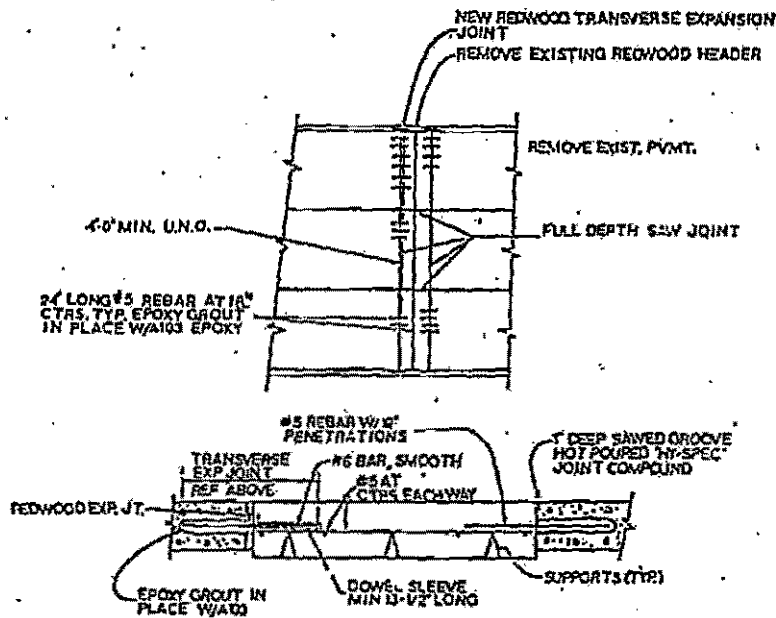 NEW REDWOOD TRANSVERSE EXPANSION
JOINT
REMOVE EXISTING REDWOOD HEADER
REMOVE EXIST. PVMT.
4'-0" MIN. U.N.O.
FULL DEPTH SAW JOINT
24" LONG #5 REBAR AT 18"
CTRS. TYP. EPOXY GROUT
IN PLACE W/A103 EPOXY
#5 REBAR W/12"
PENETRATIONS
1" DEEP SAWED GROOVE
HOT POURED "HY-SPEC"
JOINT COMPOUND
TRANSVERSE
EXP. JOINT
REF. ABOVE
#6 BAR, SMOOTH
#5 AT
CTRS. EACH WAY
REDWOOD EXP. JT.
EPOXY GROUT IN
PLACE W/A103
DOWEL SLEEVE
MIN 13-1/2" LONG
SUPPORTS (TYP.)